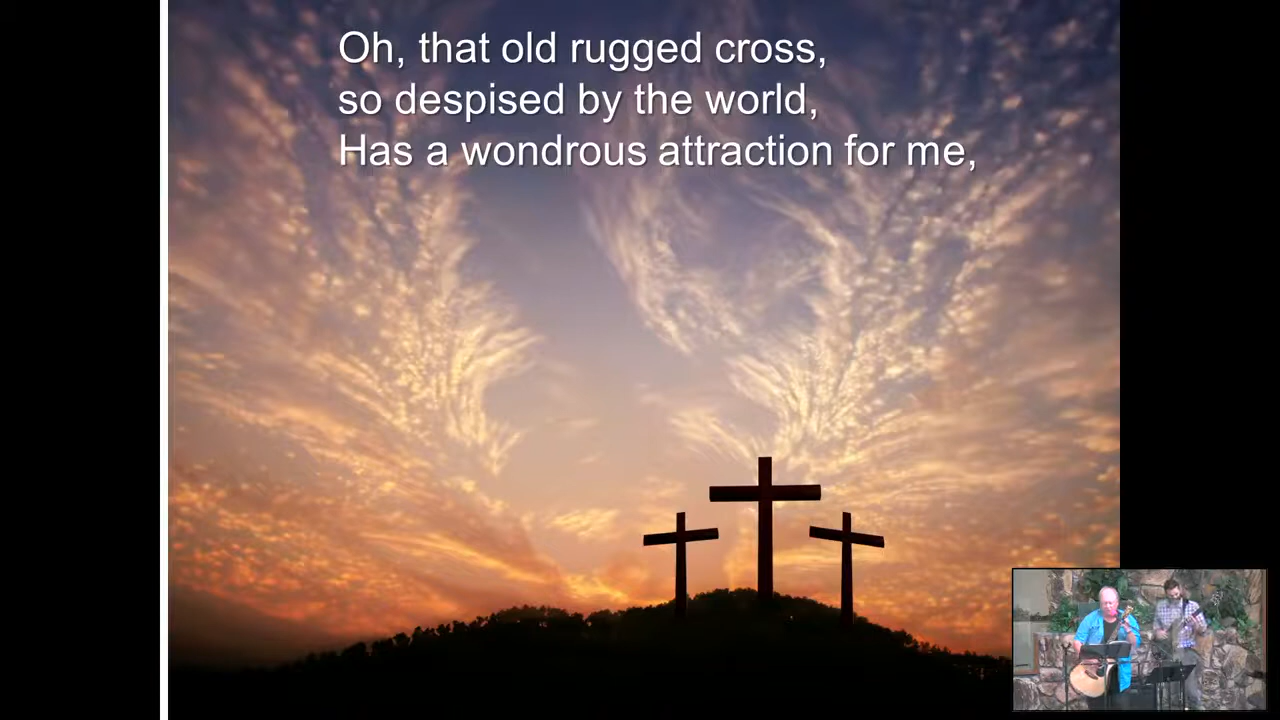 Oh, that old rugged cross,
so despised by the world,
Has a wondrous attraction for me,